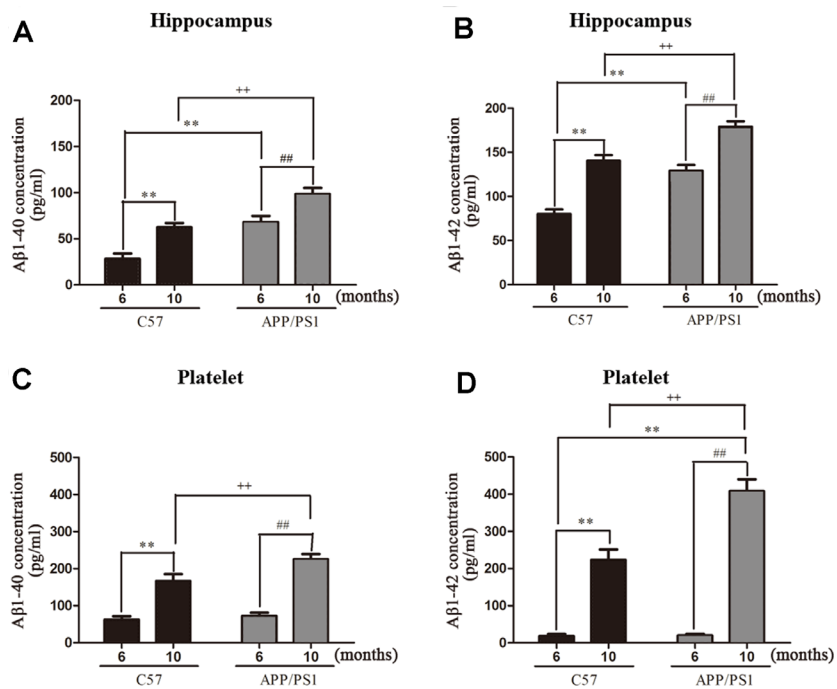 A
Hippocampus
Aβ1-40 concentration
(pg/ml)
200
150
100
50
0
**
**
++
##
6 10 6 10 (months)
C57 APP/PS1
B
Hippocampus
Aβ1-42 concentration
(pg/ml)
200
150
100
50
0
**
**
++
##
6 10 6 10 (months)
C57 APP/PS1
C
Platelet
Aβ1-40 concentration
(pg/ml)
500
400
300
200
100
0
**
++
##
6 10 6 10 (months)
C57 APP/PS1
D
Platelet
Aβ1-42 concentration
(pg/ml)
500
400
300
200
100
0
**
**
++
##
6 10 6 10 (months)
C57 APP/PS1